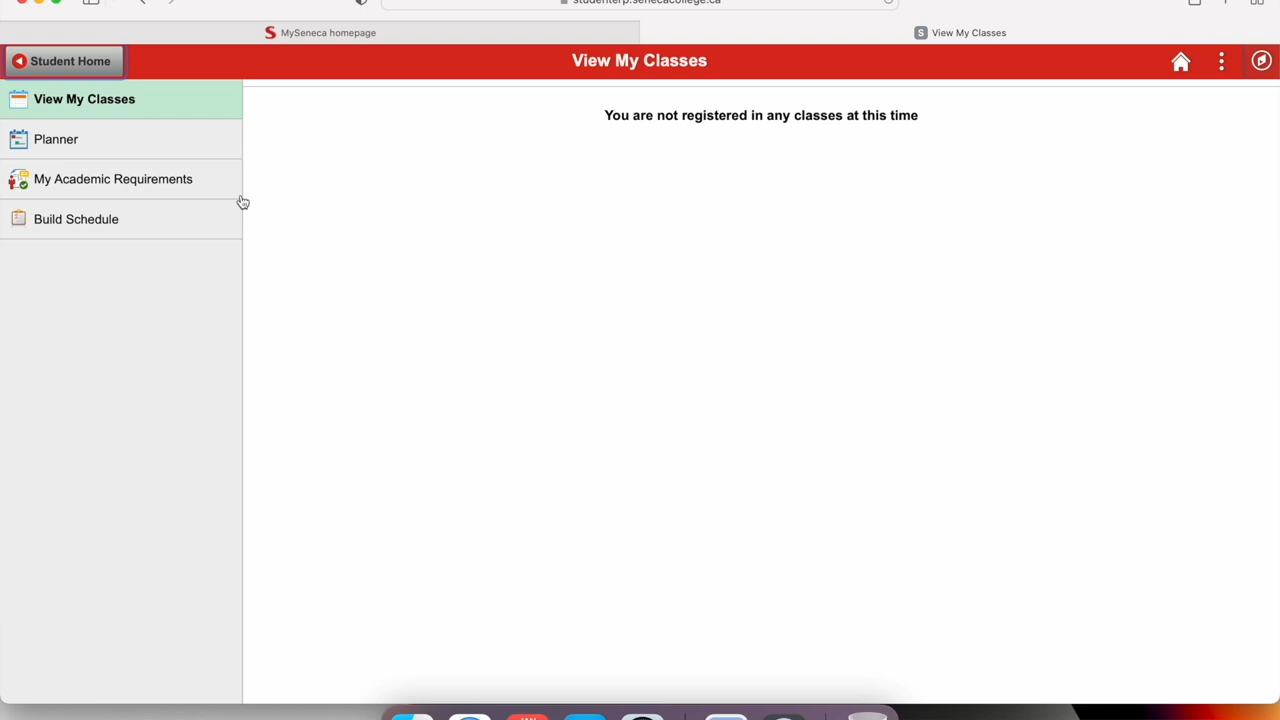 studenterp.senecacollege.ca
MySeneca homepage
S View My Classes
Student Home
View My Classes
View My Classes
You are not registered in any classes at this time
Planner
My Academic Requirements
Build Schedule